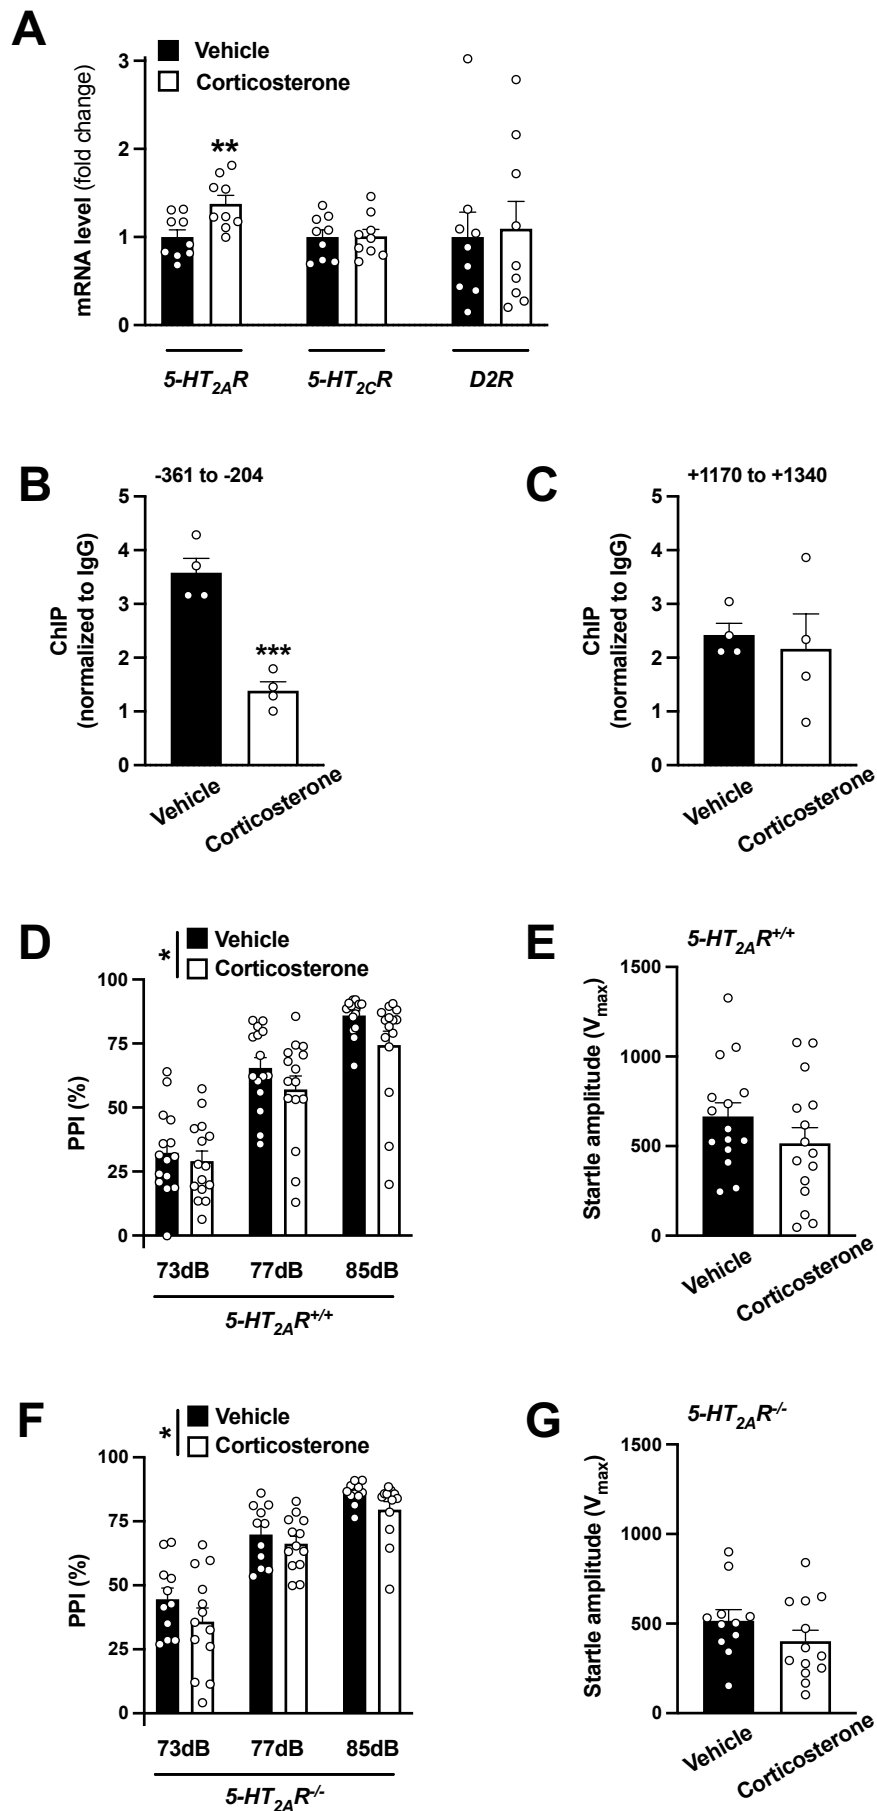 A
Vehicle
Corticosterone
mRNA level (fold change)
3
2
1
0
**
5-HT2AR
5-HT2CR
D2R
B
-361 to -204
ChIP
(normalized to IgG)
5
4
3
2
1
0
***
Vehicle
Corticosterone
C
+1170 to +1340
ChIP
(normalized to IgG)
5
4
3
2
1
0
Vehicle
Corticosterone
D
*
Vehicle
Corticosterone
PPI (%)
100
75
50
25
0
73dB 77dB 85dB
5-HT2AR+/+
E
5-HT2AR+/+
Startle amplitude (Vmax)
1500
1000
500
0
Vehicle
Corticosterone
F
*
Vehicle
Corticosterone
PPI (%)
100
75
50
25
0
73dB 77dB 85dB
5-HT2AR-/-
G
5-HT2AR-/-
Startle amplitude (Vmax)
1500
1000
500
0
Vehicle
Corticosterone